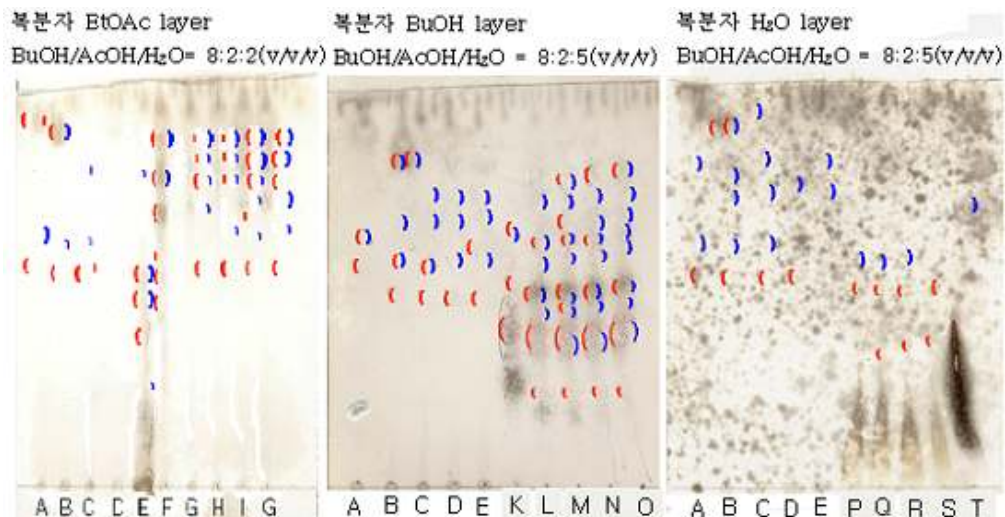 복분자 EtOAc layer
BuOH/AcOH/H₂O= 8:2:2(v/v/v)
복분자 BuOH layer
BuOH/AcOH/H₂O = 8:2:5(v/v/v)
복분자 H₂O layer
BuOH/AcOH/H₂O = 8:2:5(v/v/v)
A B C D E F G H I G
A B C D E K L M N O
A B C D E P Q R S T